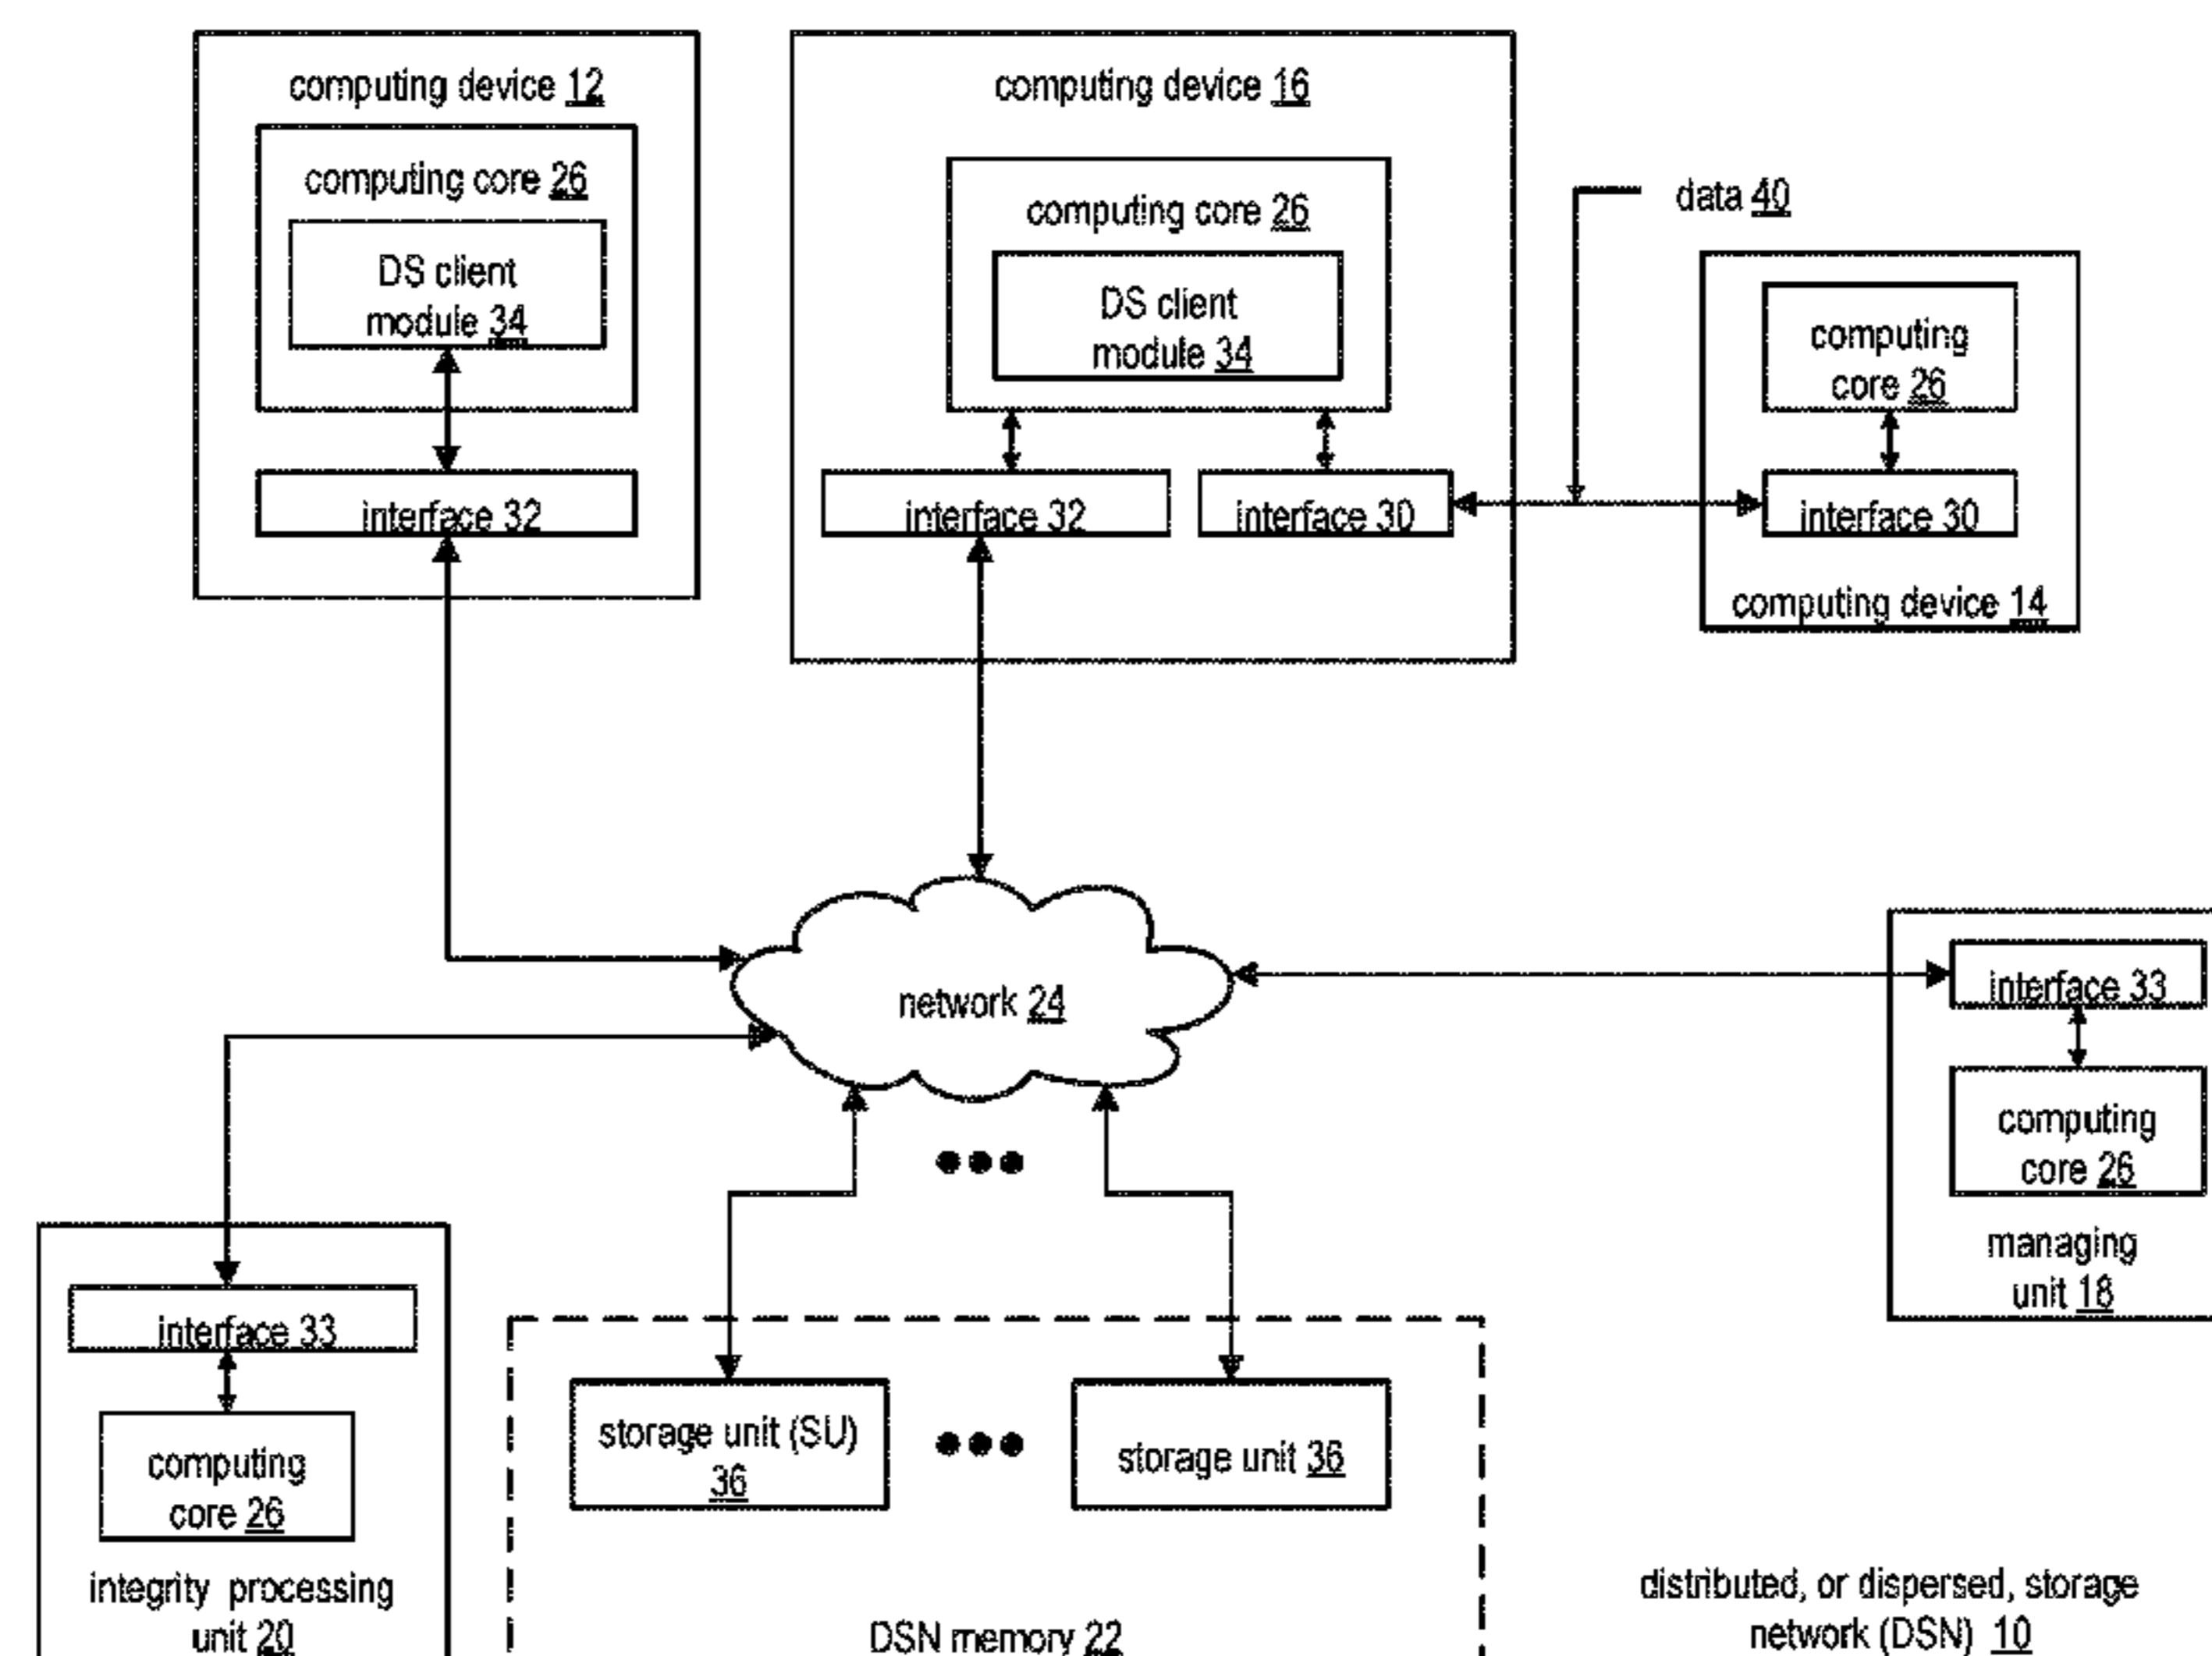 computing device 12
computing core 26
DS client
module 34
interface 32
computing device 16
computing core 26
DS client
module 34
interface 32
interface 30
data 40
computing
core 26
interface 30
computing device 14
network 24
interface 33
computing
core 26
managing
unit 18
interface 33
computing
core 26
integrity processing
unit 20
storage unit (SU)
36
storage unit 36
DSN memory 22
distributed, or dispersed, storage
network (DSN) 10